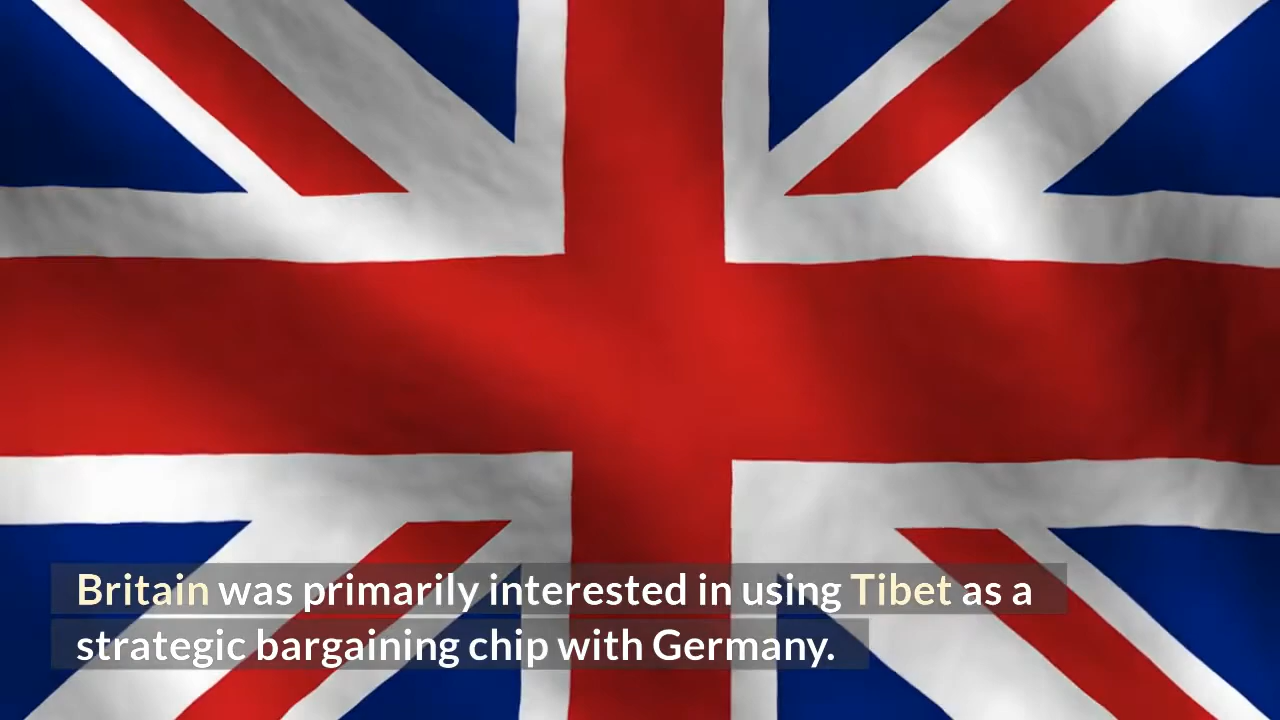 Britain was primarily interested in using Tibet as a
strategic bargaining chip with Germany.